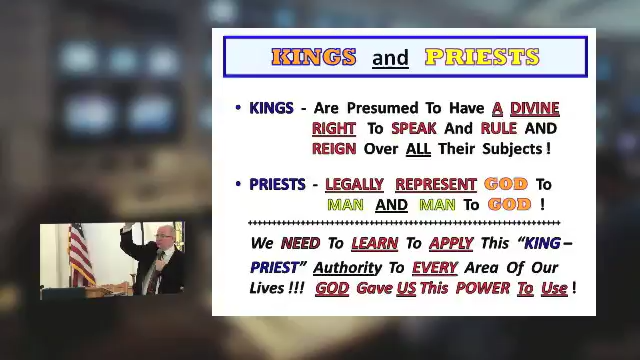 KINGS and PRIESTS
• KINGS - Are Presumed To Have A DIVINE
RIGHT To SPEAK And RULE AND
REIGN Over ALL Their Subjects !
• PRIESTS - LEGALLY REPRESENT GOD To
MAN AND MAN To GOD !
We NEED To LEARN To APPLY This “KING –
PRIEST” Authority To EVERY Area Of Our
Lives !!! GOD Gave US This POWER To Use !